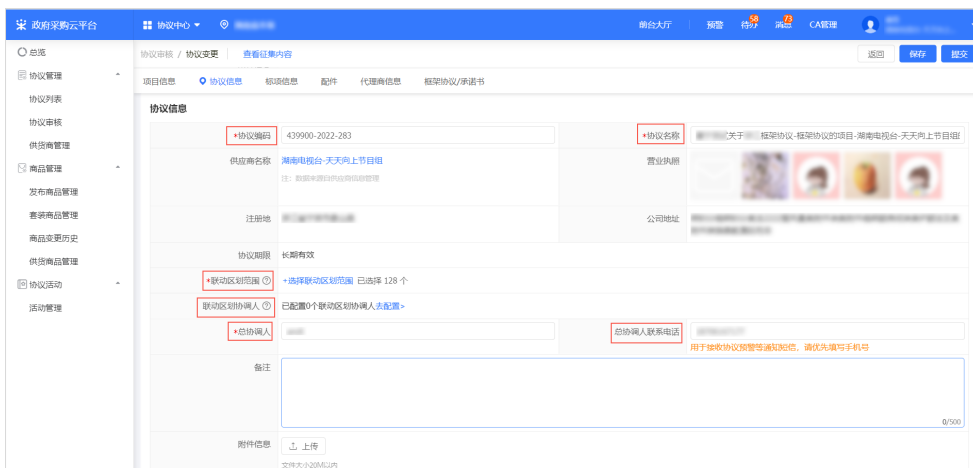 政府采购云平台
协议中心
前台大厅
预警
待办
58
消息
73
CA管理
总览
协议管理
协议列表
协议审核
供货商管理
商品管理
发布商品管理
套装商品管理
商品变更历史
供货商品管理
协议活动
活动管理
协议审核 / 协议变更
查看征集内容
返回
保存
提交
项目信息
协议信息
标项信息
配件
代理商信息
框架协议/承诺书
协议信息
*协议编码
439900-2022-283
*协议名称
关于
框架协议-框架协议的项目-湖南电视台-天天向上节目组
供应商名称
湖南电视台-天天向上节目组
注：数据来源自供应商信息管理
营业执照
注册地
公司地址
协议期限
长期有效
*联动区划范围
+选择联动区划范围 已选择 128 个
联动区划协调人
已配置0个联动区划协调人去配置>
*总协调人
总协调人联系电话
用于接收协议预警等通知短信，请优先填写手机号
备注
0/500
附件信息
上传
文件大小20M以内